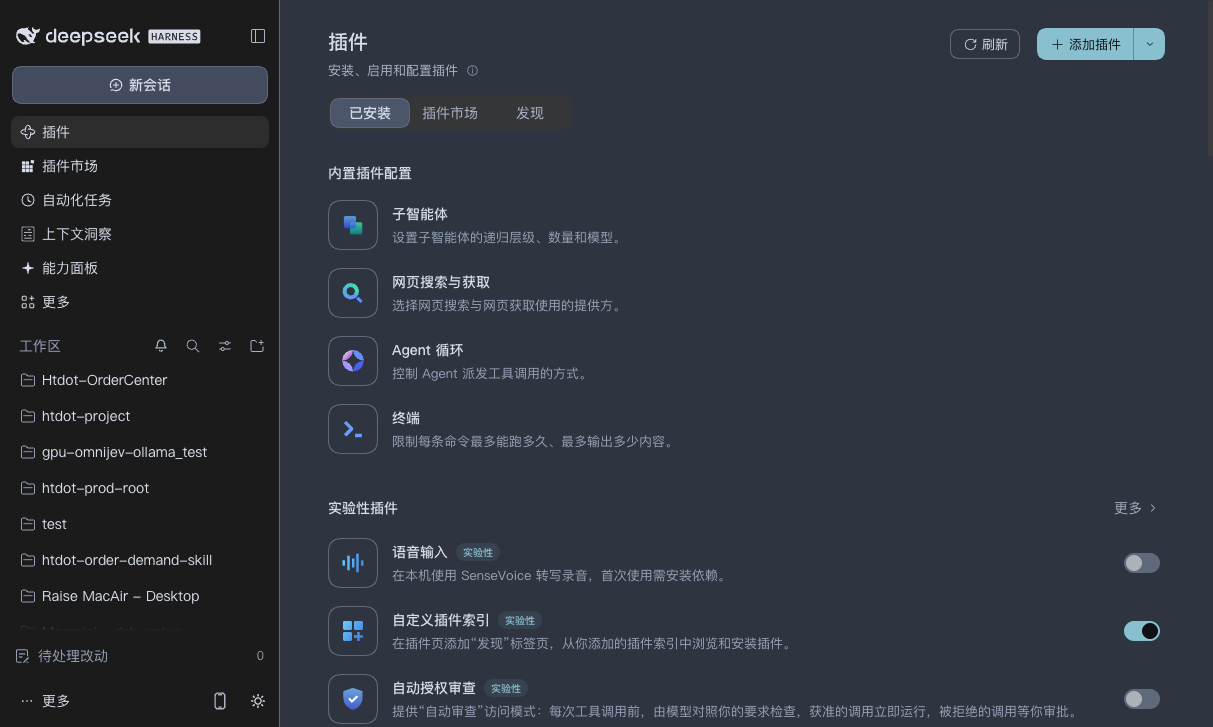 deepseek HARNESS
新会话
插件
插件市场
自动化任务
上下文洞察
能力面板
更多
工作区
Htdot-OrderCenter
htdot-project
gpu-omnijev-ollama_test
htdot-prod-root
test
htdot-order-demand-skill
Raise MacAir - Desktop
待处理改动 0
更多
插件
安装、启用和配置插件
刷新
添加插件
已安装 插件市场 发现
内置插件配置
子智能体
设置子智能体的递归层级、数量和模型。
网页搜索与获取
选择网页搜索与网页获取使用的提供方。
Agent 循环
控制 Agent 派发工具调用的方式。
终端
限制每条命令最多能跑多久、最多输出多少内容。
实验性插件 更多
语音输入 实验性
在本机使用 SenseVoice 转写录音，首次使用需安装依赖。
自定义插件索引 实验性
在插件页添加“发现”标签页，从你添加的插件索引中浏览和安装插件。
自动授权审查 实验性
提供“自动审查”访问模式：每次工具调用前，由模型对照你的要求检查，获准的调用立即运行，被拒绝的调用等你审批。